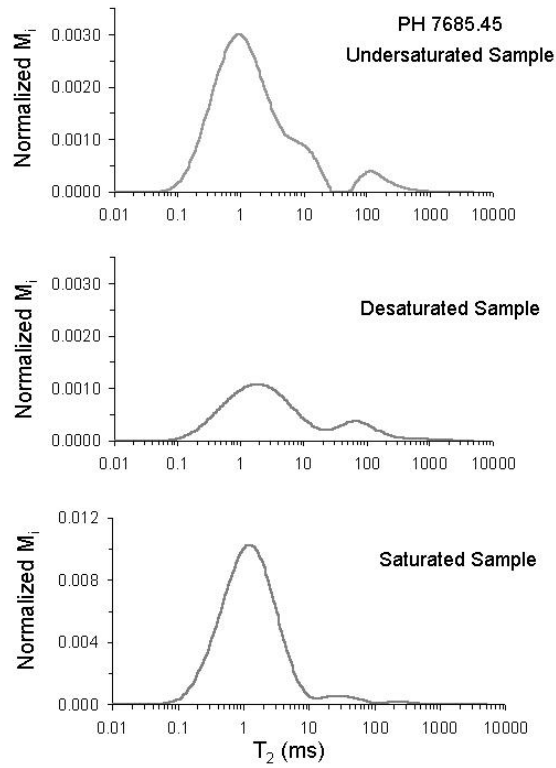 PH 7685.45
Undersaturated Sample
Normalized Mi
0.0030
0.0020
0.0010
0.0000
0.01 0.1 1 10 100 1000 10000
Desaturated Sample
Normalized Mi
0.0030
0.0020
0.0010
0.0000
0.01 0.1 1 10 100 1000 10000
Saturated Sample
Normalized Mi
0.012
0.008
0.004
0.000
0.01 0.1 1 10 100 1000 10000
T2 (ms)